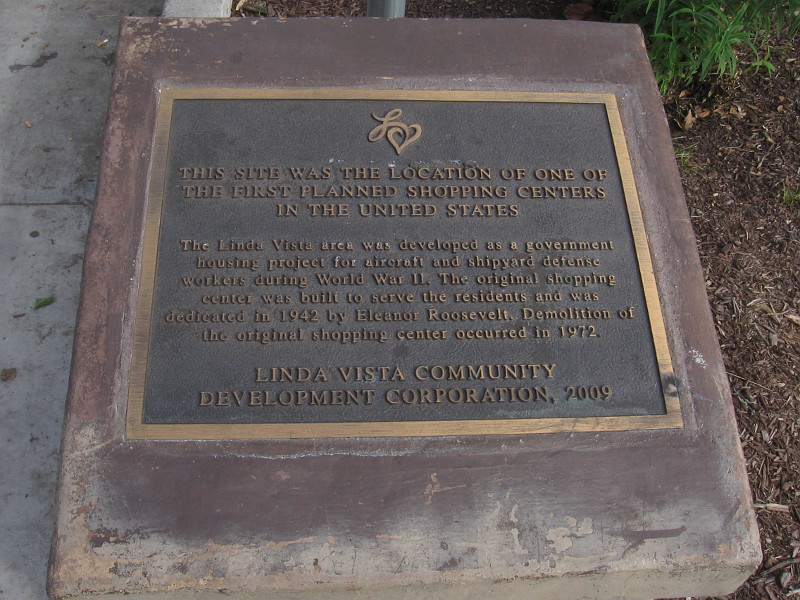 THIS SITE WAS THE LOCATION OF ONE OF
THE FIRST PLANNED SHOPPING CENTERS
IN THE UNITED STATES
The Linda Vista area was developed as a government
housing project for aircraft and shipyard defense
workers during World War II. The original shopping
center was built to serve the residents and was
dedicated in 1942 by Eleanor Roosevelt. Demolition of
the original shopping center occurred in 1972.
LINDA VISTA COMMUNITY
DEVELOPMENT CORPORATION, 2009